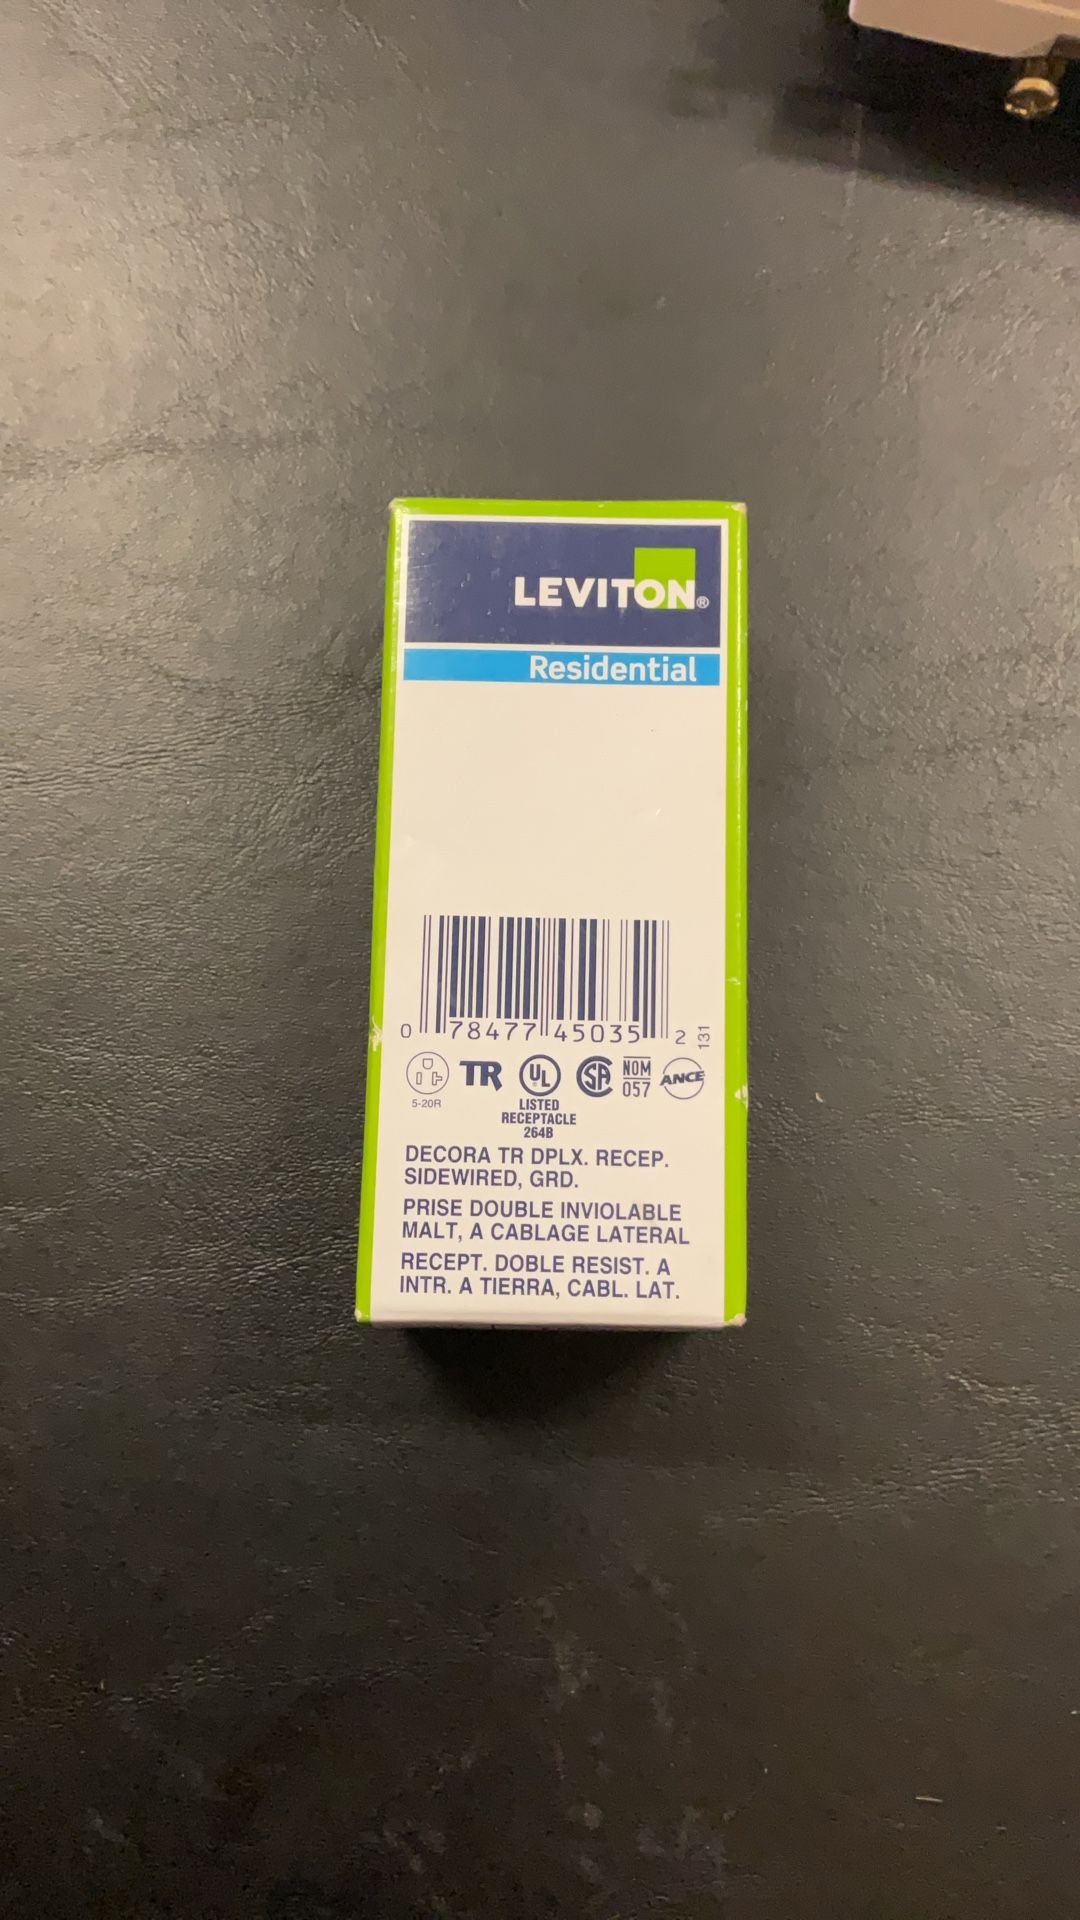 LEVITON®
Residential
0 78477 45035 2 131
5-20R TR UL SA NOM 057 ANCE
LISTED
RECEPTACLE
264B
DECORA TR DPLX. RECEP.
SIDEWIRED, GRD.
PRISE DOUBLE INVIOLABLE
MALT, A CABLAGE LATERAL
RECEPT. DOBLE RESIST. A
INTR. A TIERRA, CABL. LAT.